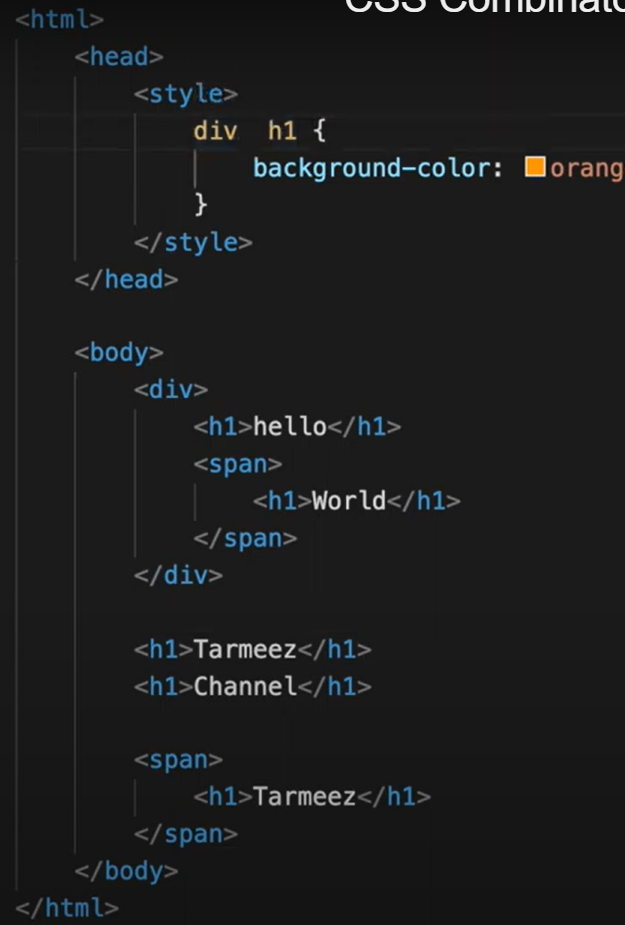 CSS
<html>
<head>
<style>
div h1 {
background-color: orang
}
</style>
</head>
<body>
<div>
<h1>hello</h1>
<span>
<h1>World</h1>
</span>
</div>
<h1>Tarmeez</h1>
<h1>Channel</h1>
<span>
<h1>Tarmeez</h1>
</span>
</body>
</html>